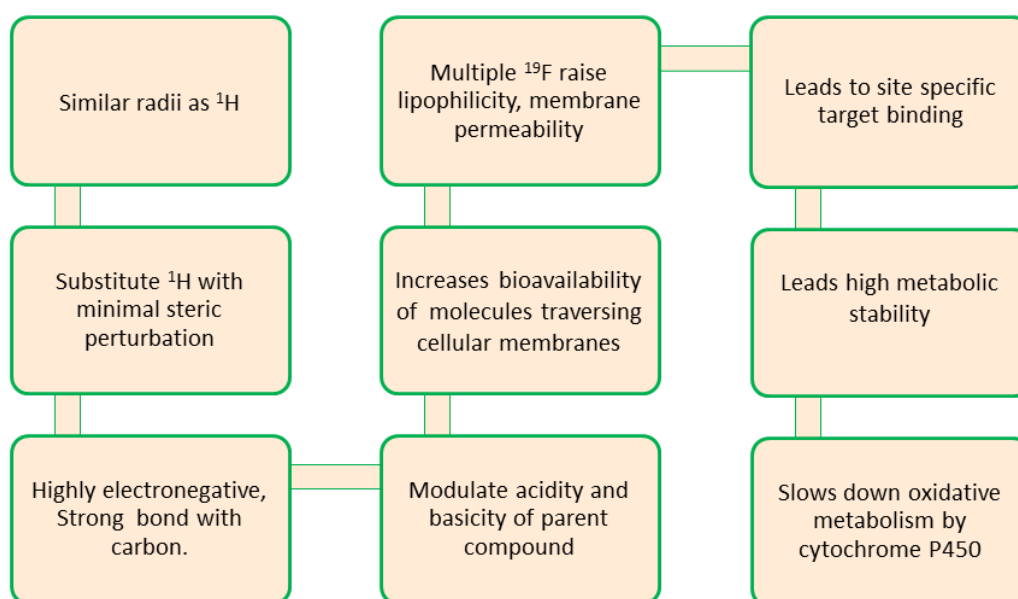 Similar radii as ¹H
Substitute ¹H with
minimal steric
perturbation
Highly electronegative,
Strong bond with
carbon.
Modulate acidity and
basicity of parent
compound
Increases bioavailability
of molecules traversing
cellular membranes
Multiple ¹⁹F raise
lipophilicity, membrane
permeability
Leads to site specific
target binding
Leads high metabolic
stability
Slows down oxidative
metabolism by
cytochrome P450